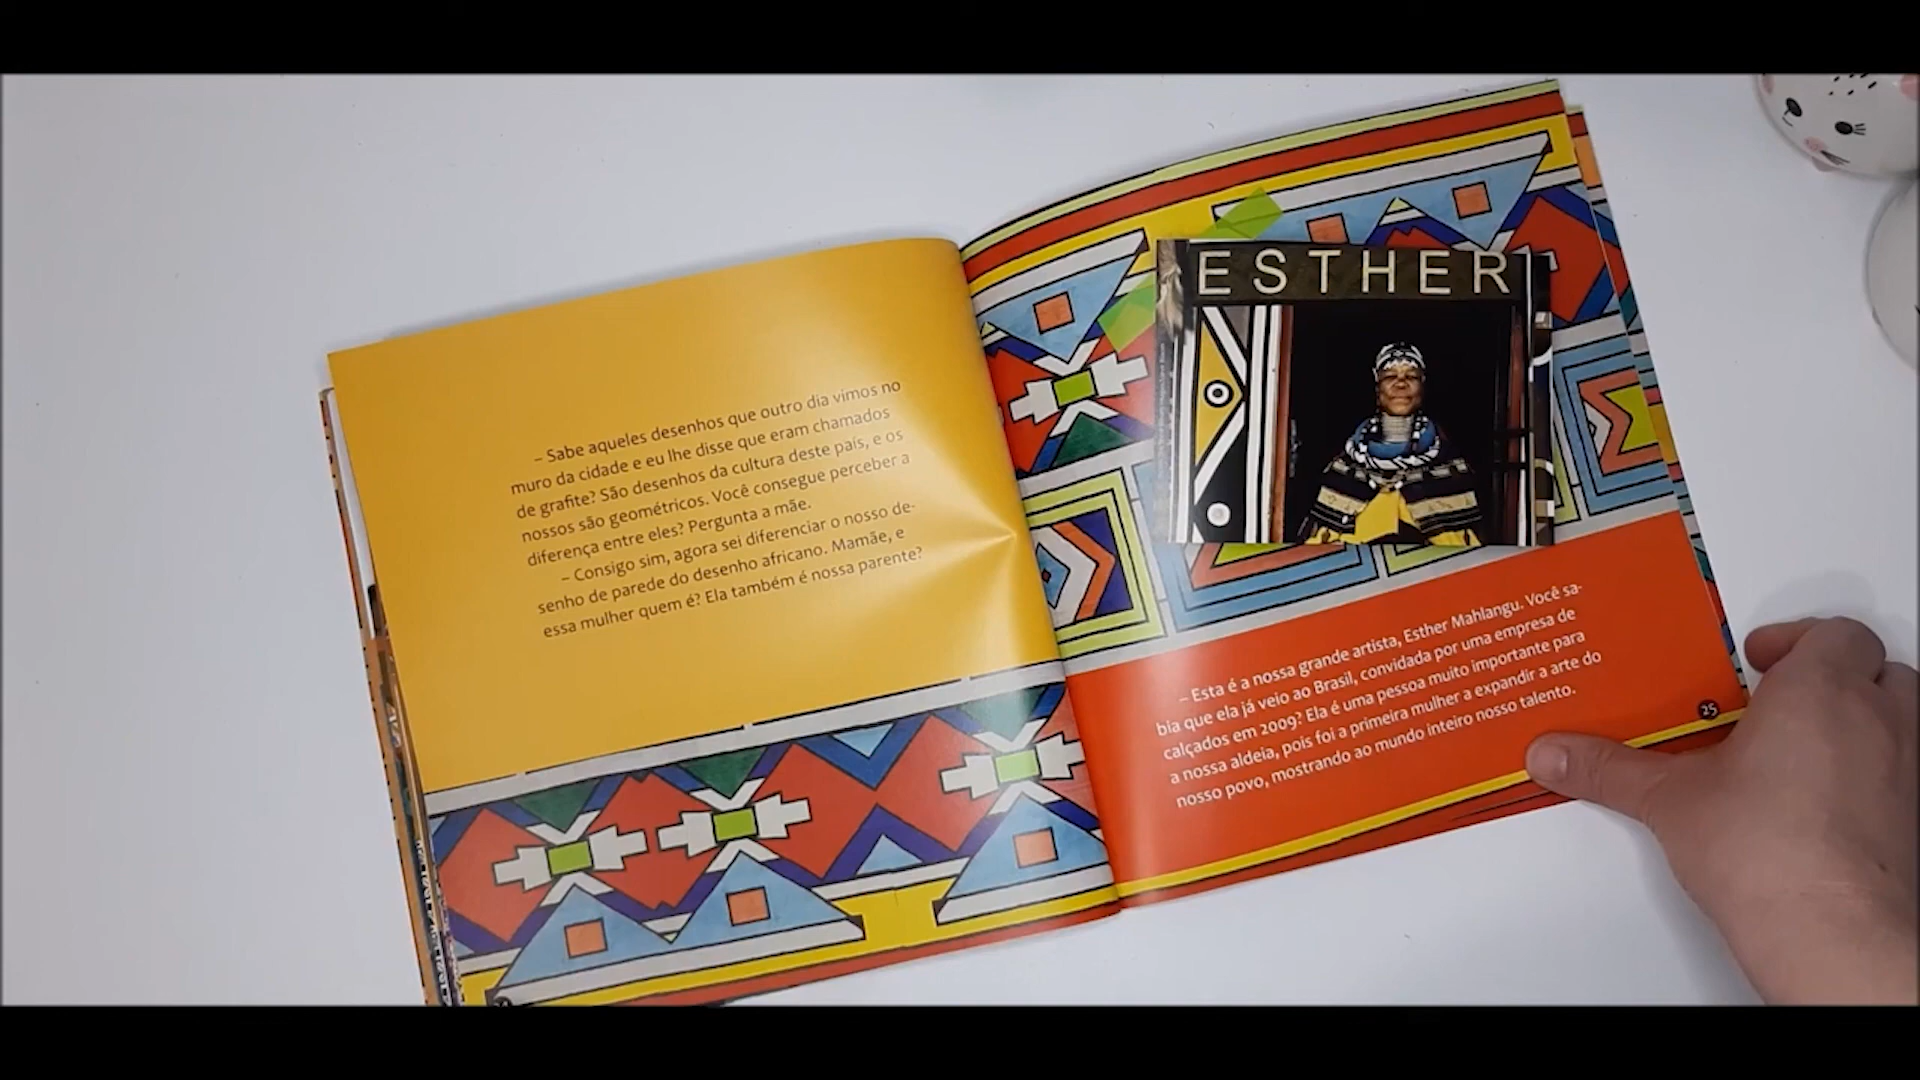 – Sabe aqueles desenhos que outro dia vimos no
muro da cidade e eu lhe disse que eram chamados
de grafite? São desenhos da cultura deste país, e os
nossos são geométricos. Você consegue perceber a
diferença entre eles? Pergunta a mãe.
– Consigo sim, agora sei diferenciar o nosso de-
senho de parede do desenho africano. Mamãe, e
essa mulher quem é? Ela também é nossa parente?
ESTHER
– Esta é a nossa grande artista, Esther Mahlangu. Você sa-
bia que ela já veio ao Brasil, convidada por uma empresa de
calçados em 2009? Ela é uma pessoa muito importante para
a nossa aldeia, pois foi a primeira mulher a expandir a arte do
nosso povo, mostrando ao mundo inteiro nosso talento.
25